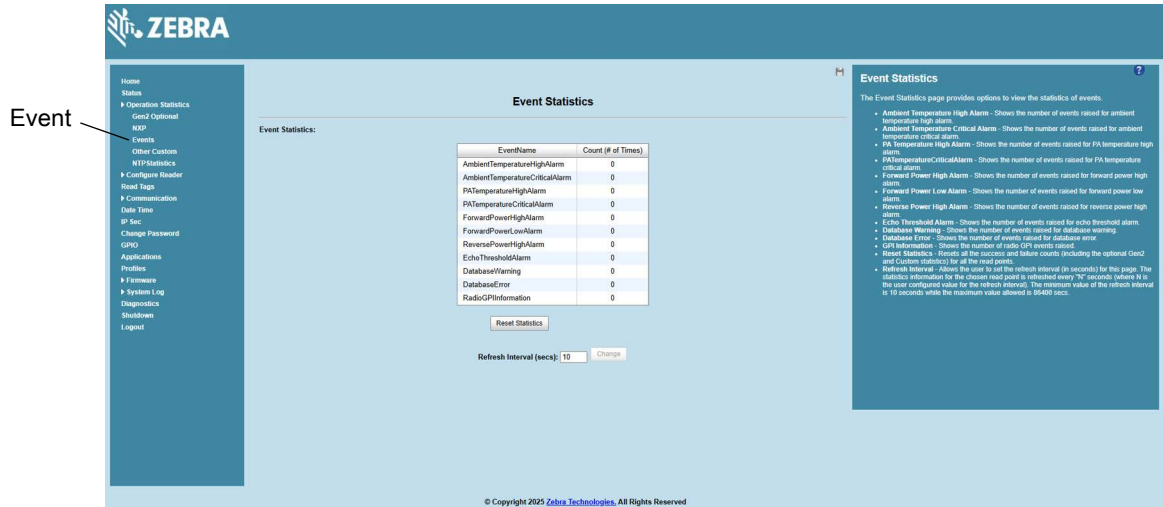 ZEBRA
Event
Home
Status
Operation Statistics
Gen2 Optional
NXP
Events
Other Custom
NTPStatistics
Configure Reader
Read Tags
Communication
Date Time
IP Sec
Change Password
GPIO
Applications
Profiles
Firmware
System Log
Diagnostics
Shutdown
Logout
Event Statistics
Event Statistics:
EventName Count (# of Times)
AmbientTemperatureHighAlarm 0
AmbientTemperatureCriticalAlarm 0
PATemperatureHighAlarm 0
PATemperatureCriticalAlarm 0
ForwardPowerHighAlarm 0
ForwardPowerLowAlarm 0
ReversePowerHighAlarm 0
EchoThresholdAlarm 0
DatabaseWarning 0
DatabaseError 0
RadioGPIInformation 0
Reset Statistics
Refresh Interval (secs): 10 Change
?
Event Statistics
The Event Statistics page provides options to view the statistics of events.
• Ambient Temperature High Alarm - Shows the number of events raised for ambient
temperature high alarm.
• Ambient Temperature Critical Alarm - Shows the number of events raised for ambient
temperature critical alarm.
• PA Temperature High Alarm - Shows the number of events raised for PA temperature high
alarm.
• PATemperatureCriticalAlarm - Shows the number of events raised for PA temperature
critical alarm.
• Forward Power High Alarm - Shows the number of events raised for forward power high
alarm.
• Forward Power Low Alarm - Shows the number of events raised for forward power low
alarm.
• Reverse Power High Alarm - Shows the number of events raised for reverse power high
alarm.
• Echo Threshold Alarm - Shows the number of events raised for echo threshold alarm.
• Database Warning - Shows the number of events raised for database warning.
• Database Error - Shows the number of events raised for database error.
• GPI Information - Shows the number of radio GPI events raised.
• Reset Statistics - Resets all the success and failure counts (including the optional Gen2
and Custom statistics) for all the read points.
• Refresh Interval - Allows the user to set the refresh interval (in seconds) for this page. The
statistics information for the chosen read point is refreshed every "N" seconds (where N is
the user configured value for the refresh interval). The minimum value of the refresh interval
is 10 seconds while the maximum value allowed is 86400 secs.
© Copyright 2025 Zebra Technologies, All Rights Reserved